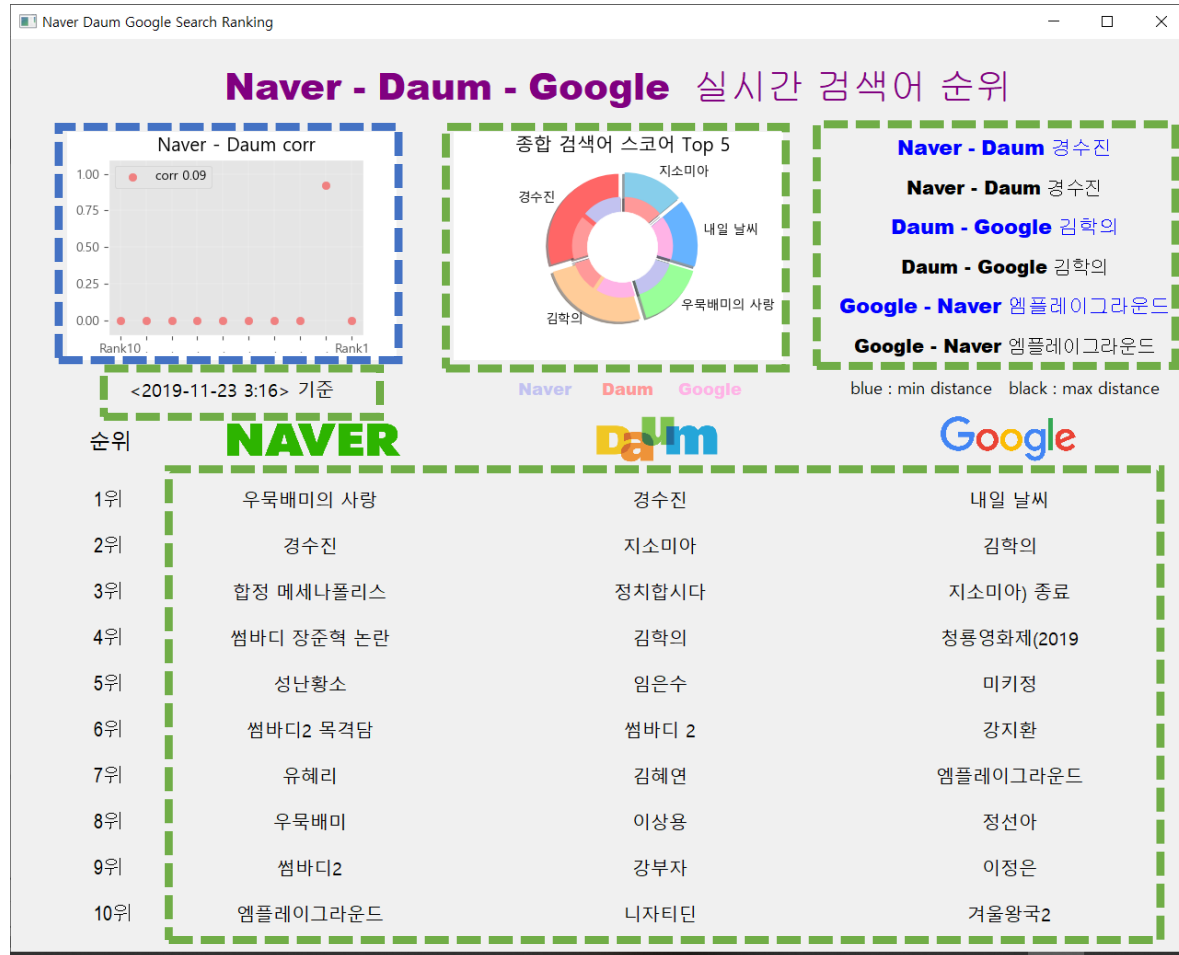 Naver Daum Google Search Ranking
Naver - Daum - Google 실시간 검색어 순위
Naver - Daum corr
corr 0.09
1.00
0.75
0.50
0.25
0.00
Rank10
Rank1
종합 검색어 스코어 Top 5
지소미아
경수진
내일 날씨
우묵배미의 사랑
김학의
Naver - Daum 경수진
Naver - Daum 경수진
Daum - Google 김학의
Daum - Google 김학의
Google - Naver 엠플레이그라운드
Google - Naver 엠플레이그라운드
<2019-11-23 3:16> 기준
Naver Daum Google
blue : min distance black : max distance
순위 NAVER Daum Google
1위 우묵배미의 사랑 경수진 내일 날씨
2위 경수진 지소미아 김학의
3위 합정 메세나폴리스 정치합시다 지소미아) 종료
4위 썸바디 장준혁 논란 김학의 청룡영화제(2019
5위 성난황소 임은수 미키정
6위 썸바디2 목격담 썸바디 2 강지환
7위 유혜리 김혜연 엠플레이그라운드
8위 우묵배미 이상용 정선아
9위 썸바디2 강부자 이정은
10위 엠플레이그라운드 니자티딘 겨울왕국2